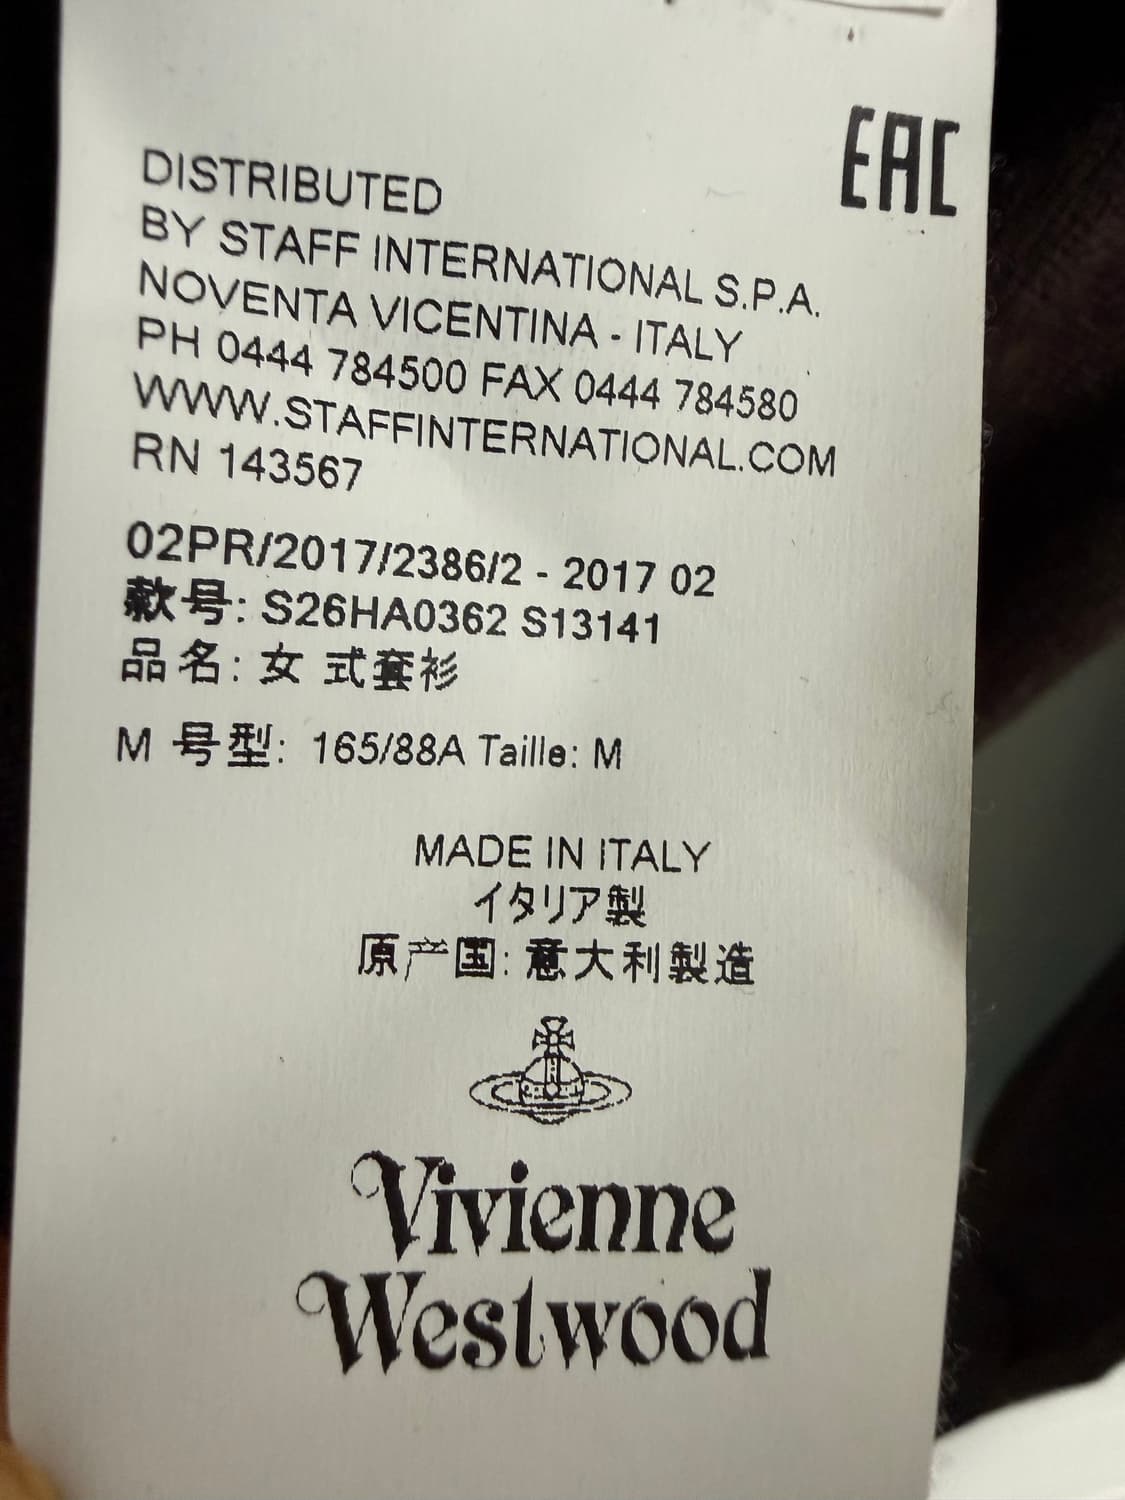 EAC
DISTRIBUTED
BY STAFF INTERNATIONAL S.P.A.
NOVENTA VICENTINA - ITALY
PH 0444 784500 FAX 0444 784580
WWW.STAFFINTERNATIONAL.COM
RN 143567
02PR/2017/2386/2 - 2017 02
款号: S26HA0362 S13141
品名: 女 式套衫
M 号型: 165/88A Taille: M
MADE IN ITALY
イタリア製
原产国: 意大利製造
Vivienne
Westwood